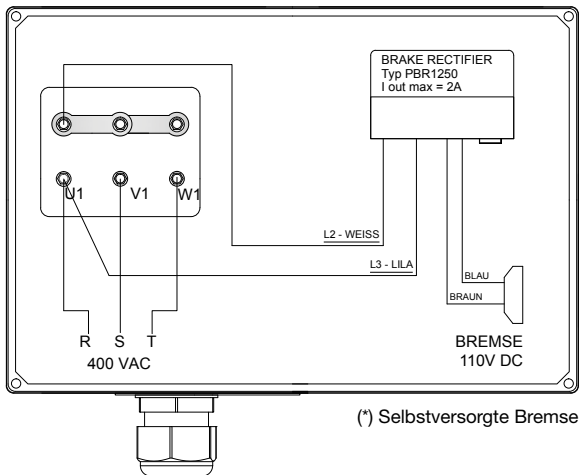 BRAKE RECTIFIER
Typ PBR1250
I out max = 2A
U1
V1
W1
L2 - WEISS
L3 - LILA
BLAU
BRAUN
R S T
400 VAC
BREMSE
110V DC
(*) Selbstversorgte Bremse